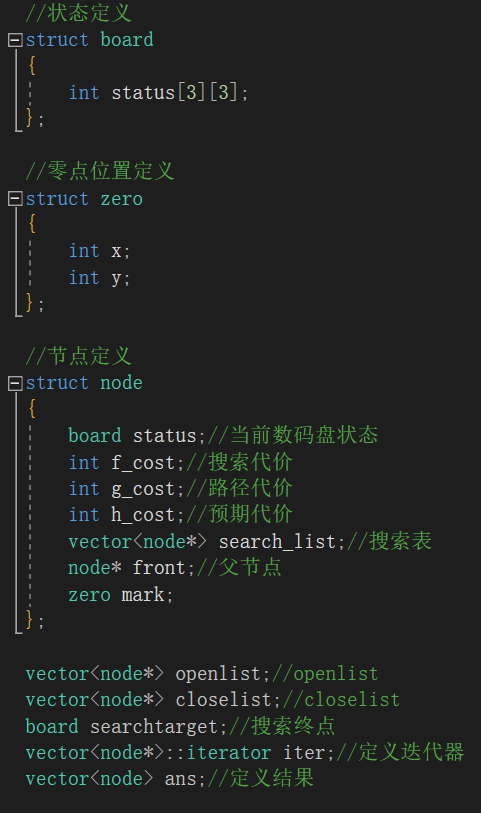 //状态定义
struct board
{
int status[3][3];
};
//零点位置定义
struct zero
{
int x;
int y;
};
//节点定义
struct node
{
board status;//当前数码盘状态
int f_cost;//搜索代价
int g_cost;//路径代价
int h_cost;//预期代价
vector<node*> search_list;//搜索表
node* front;//父节点
zero mark;
};
vector<node*> openlist;//openlist
vector<node*> closelist;//closelist
board searchtarget;//搜索终点
vector<node*>::iterator iter;//定义迭代器
vector<node> ans;//定义结果